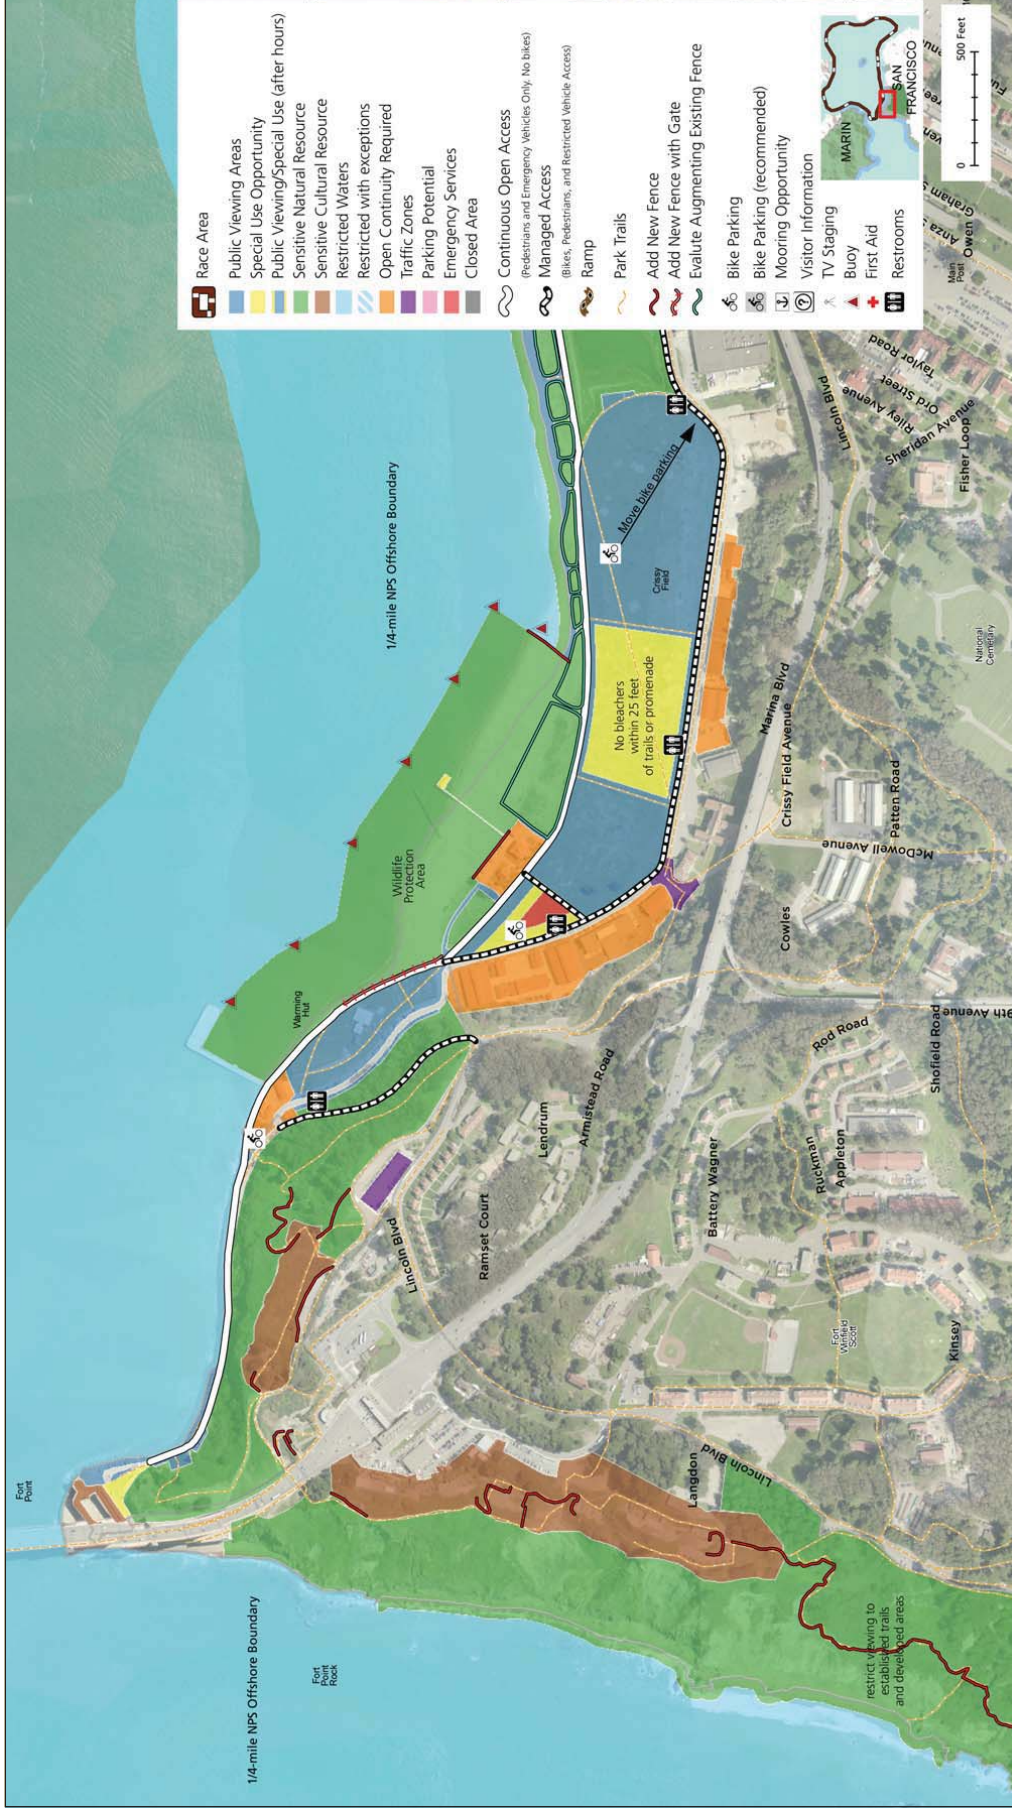 Race Area
Public Viewing Areas
Special Use Opportunity
Public Viewing/Special Use (after hours)
Sensitive Natural Resource
Sensitive Cultural Resource
Restricted Waters
Restricted with exceptions
Open Continuity Required
Traffic Zones
Parking Potential
Emergency Services
Closed Area
Continuous Open Access
(Pedestrians and Emergency Vehicles Only. No bikes)
Managed Access
(Bikes, Pedestrians, and Restricted Vehicle Access)
Ramp
Park Trails
Add New Fence
Add New Fence with Gate
Evalute Augmenting Existing Fence
Bike Parking
Bike Parking (recommended)
Mooring Opportunity
Visitor Information
TV Staging
Buoy
First Aid
Restrooms
MARIN
SAN
FRANCISCO
0
500 Feet
Fort
Point
1/4-mile NPS Offshore Boundary
Fort
Point
Rock
1/4-mile NPS Offshore Boundary
Warming
Hut
Wildlife
Protection
Area
No bleachers
within 25 feet
of trails or promenade
Crissy
Field
Move bike parking
Lincoln Blvd
Ramset Court
Lendrum
Armistead Road
Battery Wagner
Ruckman
Appleton
Rod Road
Shofield Road
Cowles
McDowell Avenue
Patten Road
Crissy Field Avenue
Marina Blvd
National
Cemetary
Lincoln Blvd
Riley Avenue
Ord Street
Taylor Road
Sheridan Avenue
Fisher Loop
Main
Post
Owen
Anza
Graham
Fort
Winfield
Scott
Kinsey
Langdon
Lincoln Blvd
restrict viewing to
established trails
and developed areas